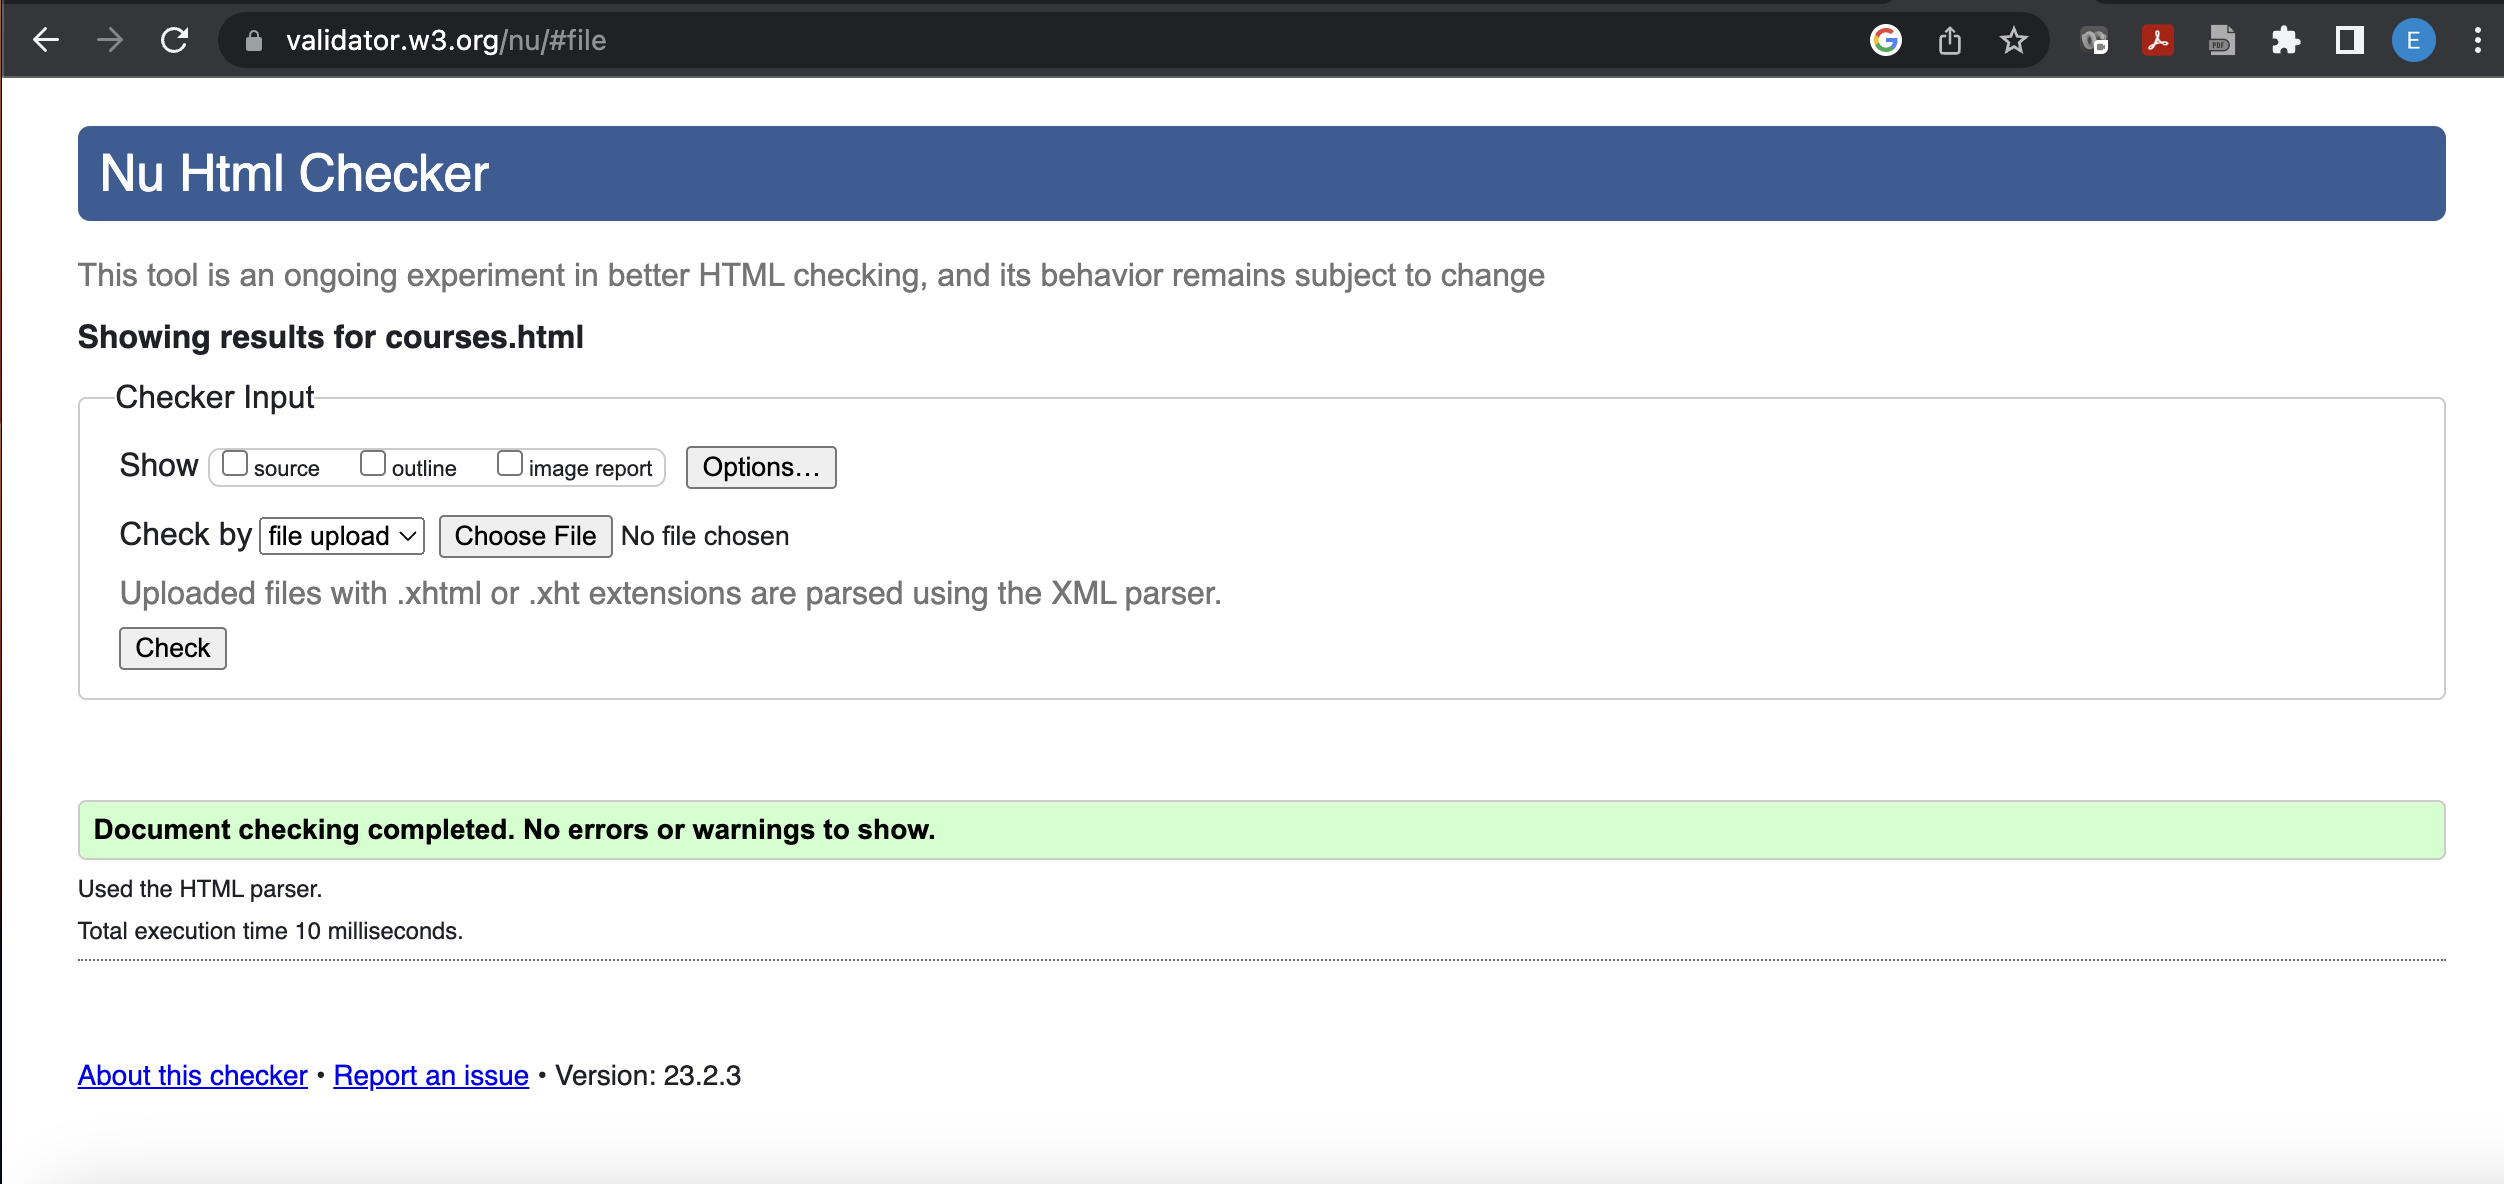 validator.w3.org/nu/#file
E
Nu Html Checker
This tool is an ongoing experiment in better HTML checking, and its behavior remains subject to change
Showing results for courses.html
Checker Input
Show source outline image report Options...
Check by file upload Choose File No file chosen
Uploaded files with .xhtml or .xht extensions are parsed using the XML parser.
Check
Document checking completed. No errors or warnings to show.
Used the HTML parser.
Total execution time 10 milliseconds.
About this checker • Report an issue • Version: 23.2.3